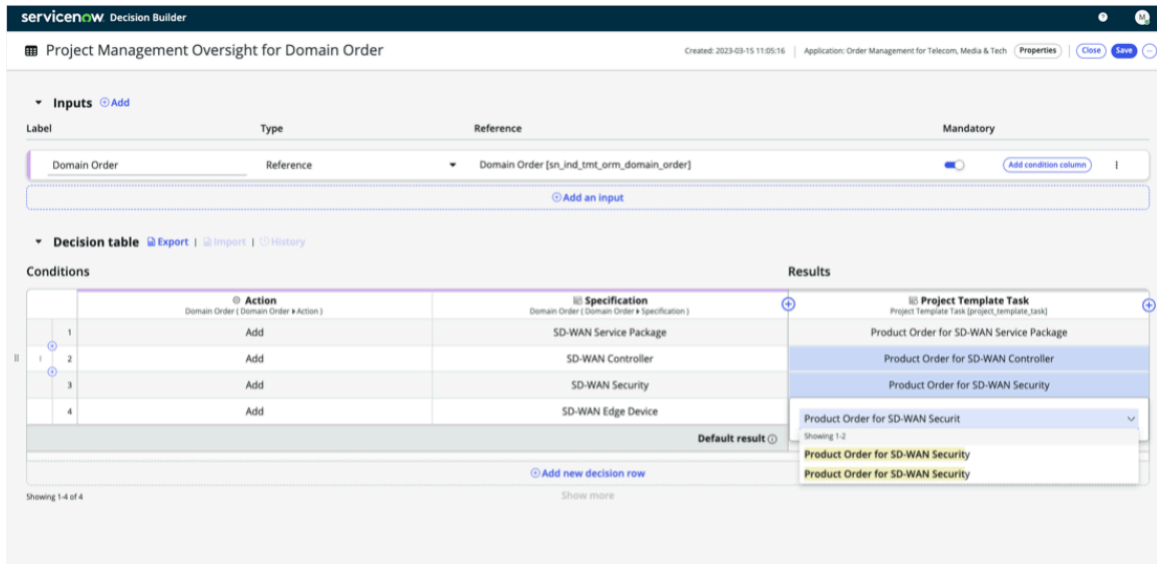 servicenow Decision Builder
M
Project Management Oversight for Domain Order
Created: 2023-03-15 11:05:16 | Application: Order Management for Telecom, Media & Tech Properties | Close Save
Inputs Add
Label Type Reference Mandatory
Domain Order Reference Domain Order [sn_ind_tmt_orm_domain_order] Add condition column
Add an input
Decision table Export | Import | History
Conditions Results
Action Specification Project Template Task
Domain Order ( Domain Order ▸ Action ) Domain Order ( Domain Order ▸ Specification ) Project Template Task [project_template_task]
1 Add SD-WAN Service Package Product Order for SD-WAN Service Package
2 Add SD-WAN Controller Product Order for SD-WAN Controller
3 Add SD-WAN Security Product Order for SD-WAN Security
4 Add SD-WAN Edge Device
Product Order for SD-WAN Securit
Default result Showing 1-2
Product Order for SD-WAN Security
Add new decision row Product Order for SD-WAN Security
Showing 1-4 of 4 Show more